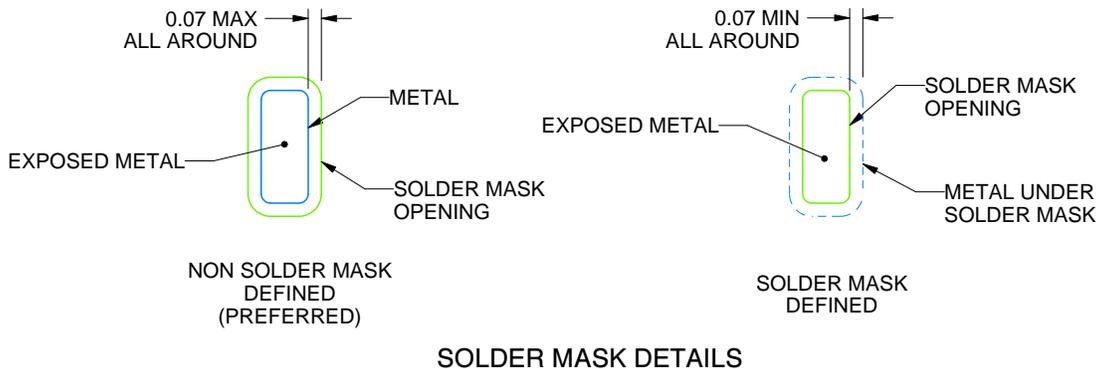 0.07 MAX
ALL AROUND
METAL
EXPOSED METAL
SOLDER MASK
OPENING
NON SOLDER MASK
DEFINED
(PREFERRED)
0.07 MIN
ALL AROUND
SOLDER MASK
OPENING
EXPOSED METAL
METAL UNDER
SOLDER MASK
SOLDER MASK
DEFINED
SOLDER MASK DETAILS